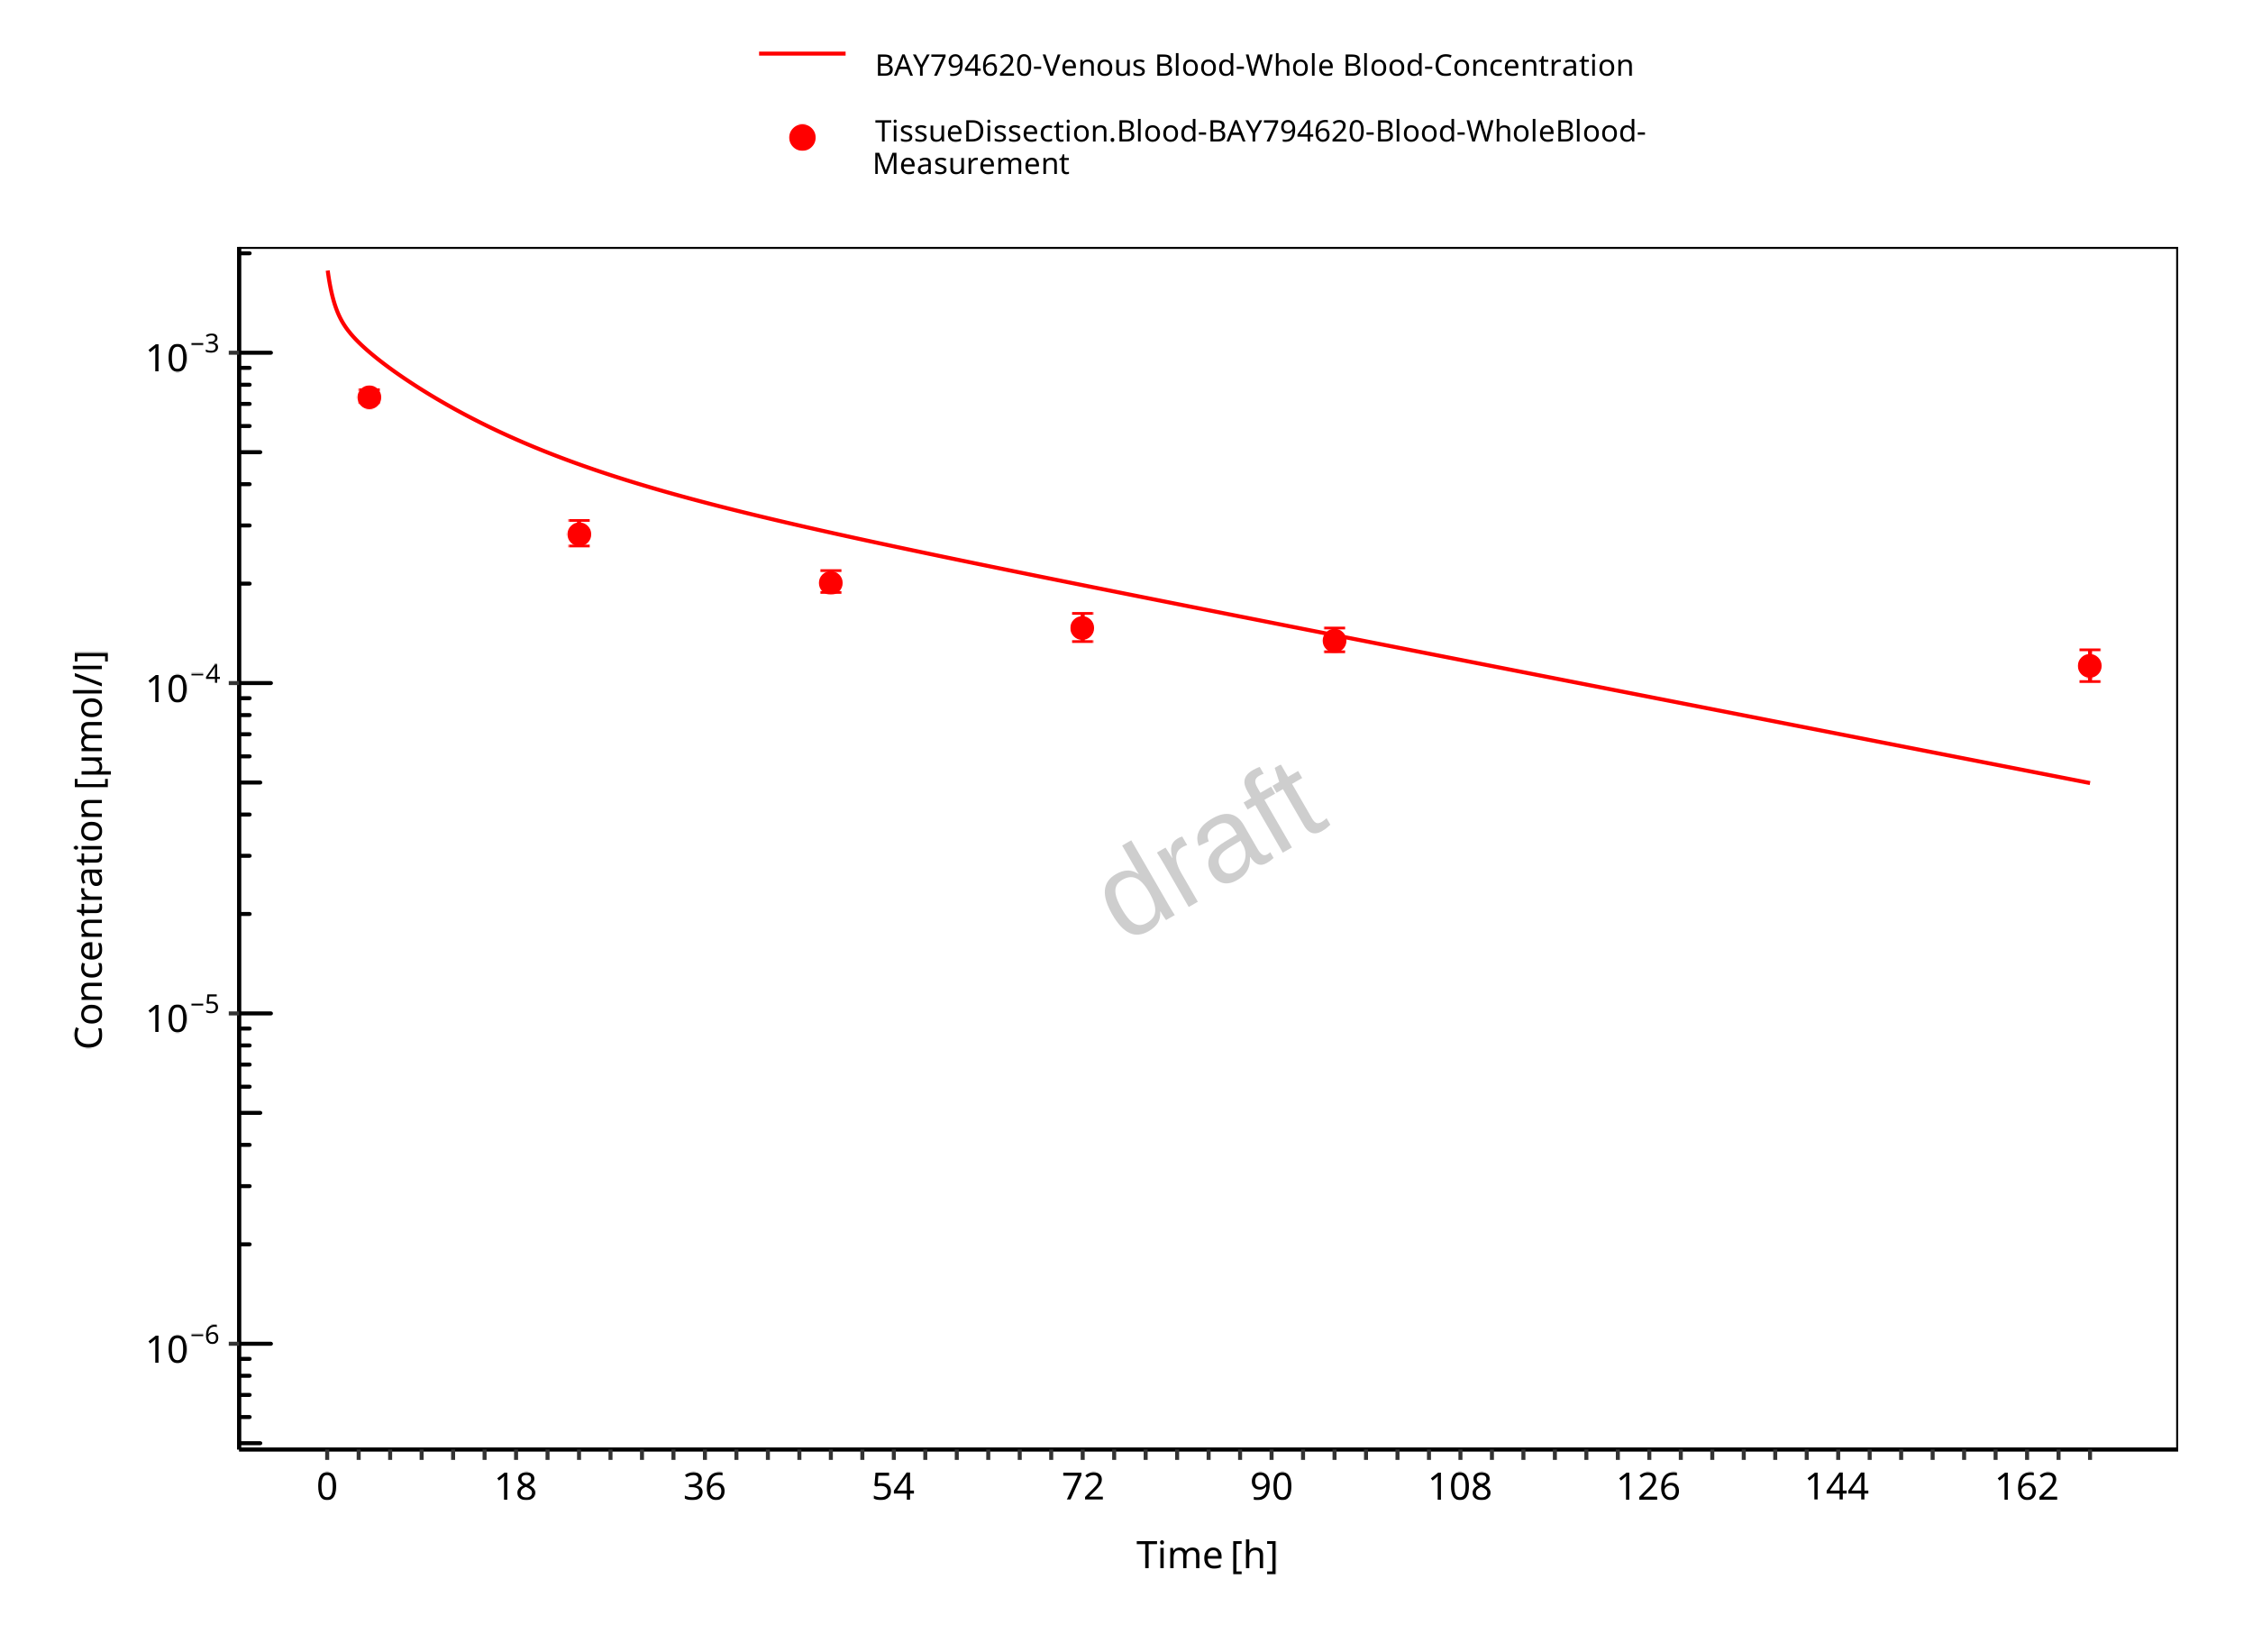 BAY794620-Venous Blood-Whole Blood-Concentration
TissueDissection.Blood-BAY794620-Blood-WholeBlood-
Measurement
10⁻³
10⁻⁴
10⁻⁵
10⁻⁶
Concentration [µmol/l]
draft
0 18 36 54 72 90 108 126 144 162
Time [h]